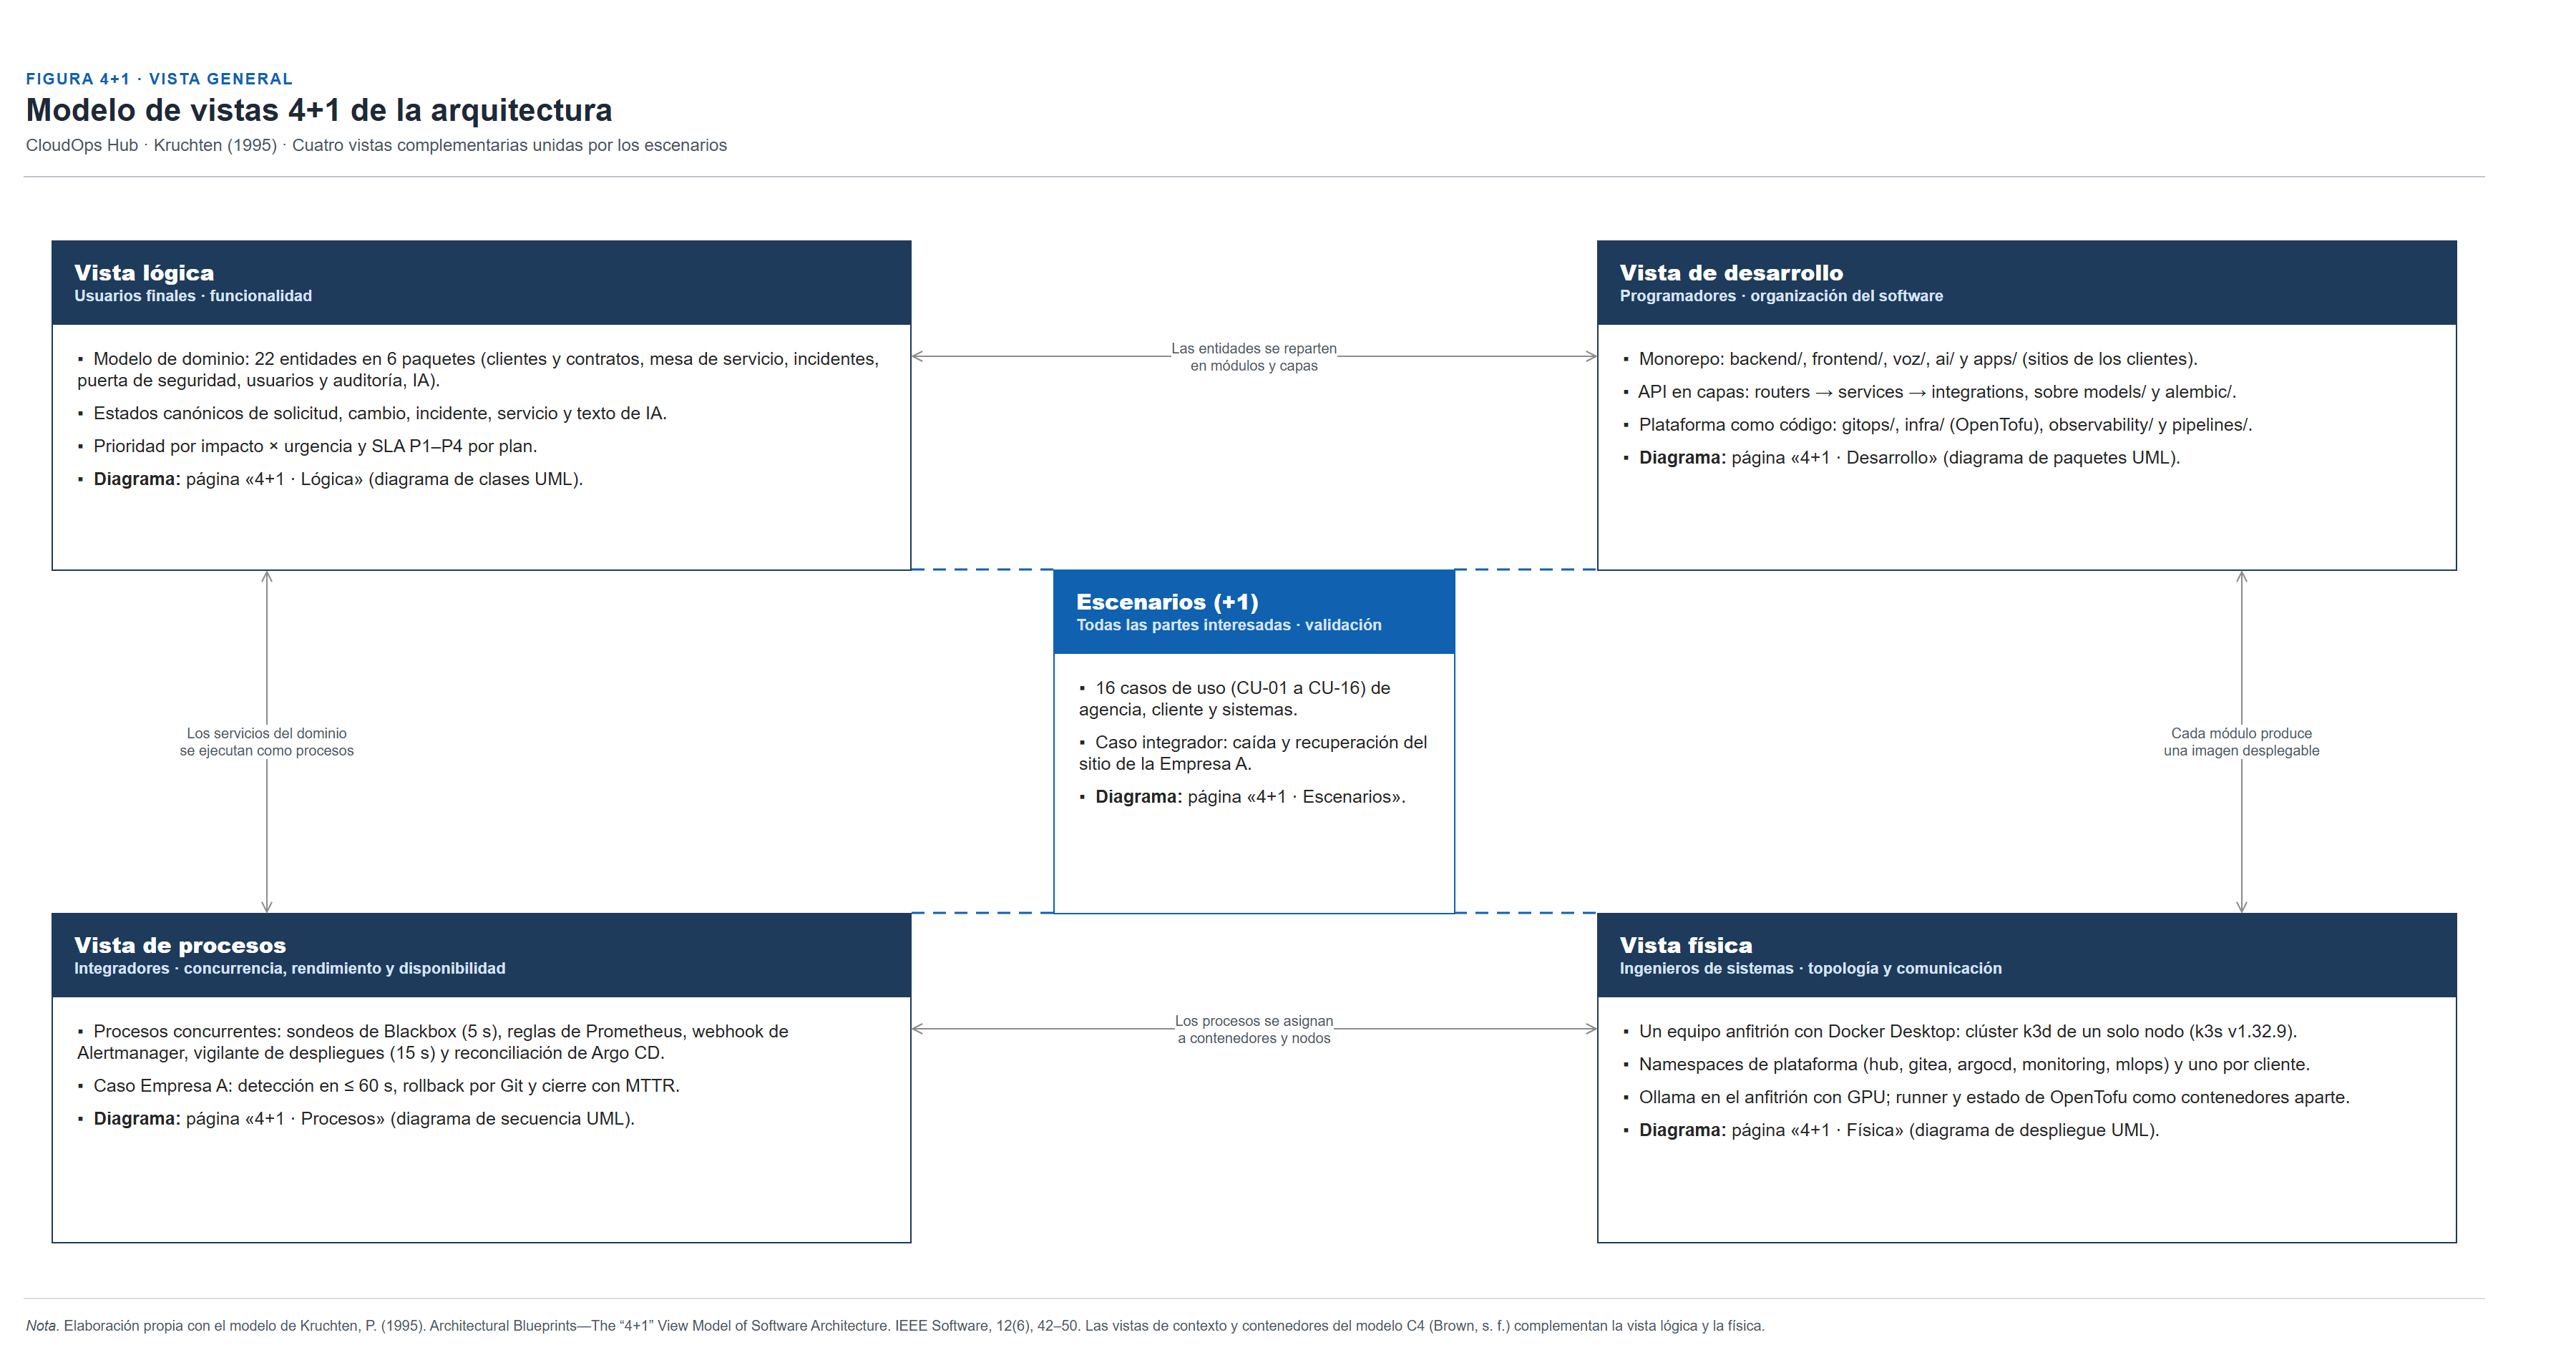 FIGURA 4+1 · VISTA GENERAL
Modelo de vistas 4+1 de la arquitectura
CloudOps Hub · Kruchten (1995) · Cuatro vistas complementarias unidas por los escenarios
Vista lógica
Usuarios finales · funcionalidad
▪ Modelo de dominio: 22 entidades en 6 paquetes (clientes y contratos, mesa de servicio, incidentes,
puerta de seguridad, usuarios y auditoría, IA).
▪ Estados canónicos de solicitud, cambio, incidente, servicio y texto de IA.
▪ Prioridad por impacto × urgencia y SLA P1–P4 por plan.
▪ Diagrama: página «4+1 · Lógica» (diagrama de clases UML).
Las entidades se reparten
en módulos y capas
Vista de desarrollo
Programadores · organización del software
▪ Monorepo: backend/, frontend/, voz/, ai/ y apps/ (sitios de los clientes).
▪ API en capas: routers → services → integrations, sobre models/ y alembic/.
▪ Plataforma como código: gitops/, infra/ (OpenTofu), observability/ y pipelines/.
▪ Diagrama: página «4+1 · Desarrollo» (diagrama de paquetes UML).
Los servicios del dominio
se ejecutan como procesos
Escenarios (+1)
Todas las partes interesadas · validación
▪ 16 casos de uso (CU-01 a CU-16) de
agencia, cliente y sistemas.
▪ Caso integrador: caída y recuperación del
sitio de la Empresa A.
▪ Diagrama: página «4+1 · Escenarios».
Cada módulo produce
una imagen desplegable
Vista de procesos
Integradores · concurrencia, rendimiento y disponibilidad
▪ Procesos concurrentes: sondeos de Blackbox (5 s), reglas de Prometheus, webhook de
Alertmanager, vigilante de despliegues (15 s) y reconciliación de Argo CD.
▪ Caso Empresa A: detección en ≤ 60 s, rollback por Git y cierre con MTTR.
▪ Diagrama: página «4+1 · Procesos» (diagrama de secuencia UML).
Los procesos se asignan
a contenedores y nodos
Vista física
Ingenieros de sistemas · topología y comunicación
▪ Un equipo anfitrión con Docker Desktop: clúster k3d de un solo nodo (k3s v1.32.9).
▪ Namespaces de plataforma (hub, gitea, argocd, monitoring, mlops) y uno por cliente.
▪ Ollama en el anfitrión con GPU; runner y estado de OpenTofu como contenedores aparte.
▪ Diagrama: página «4+1 · Física» (diagrama de despliegue UML).
Nota. Elaboración propia con el modelo de Kruchten, P. (1995). Architectural Blueprints—The “4+1” View Model of Software Architecture. IEEE Software, 12(6), 42–50. Las vistas de contexto y contenedores del modelo C4 (Brown, s. f.) complementan la vista lógica y la física.